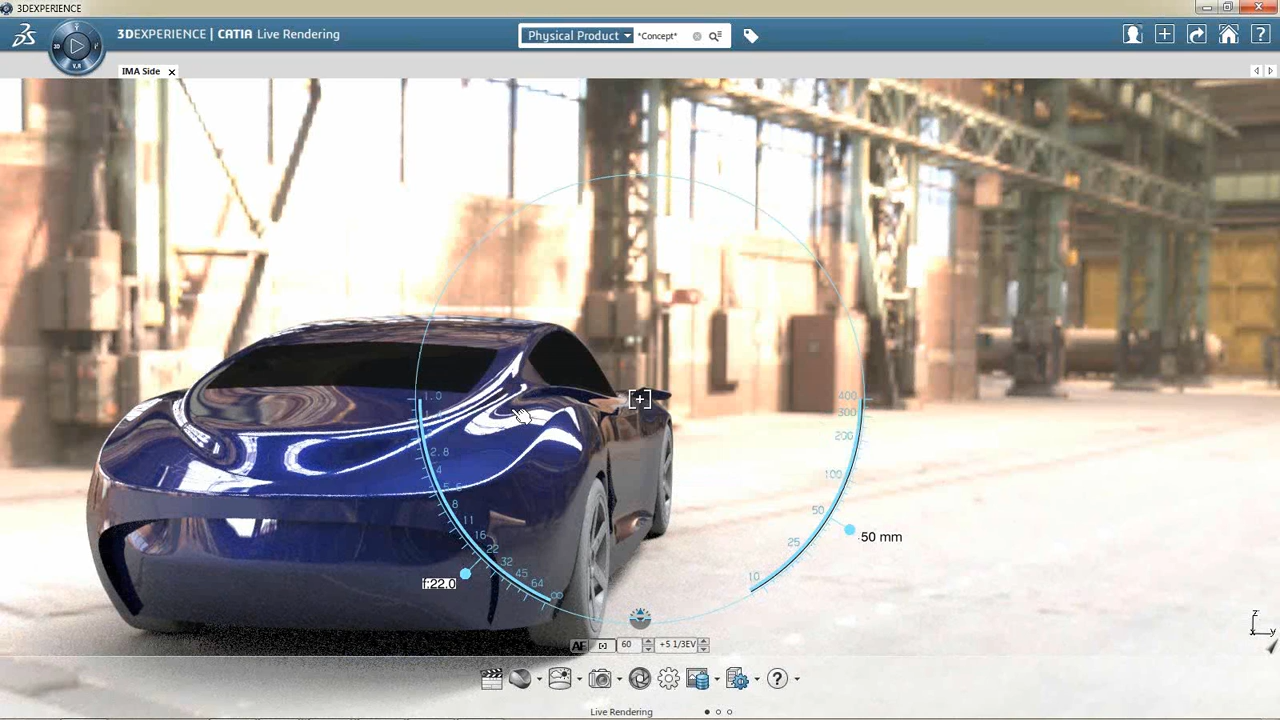 3DEXPERIENCE
3DEXPERIENCE | CATIA Live Rendering
Physical Product
*Concept*
3D
V.R
IMA Side
1.0
2.8
4
5.6
8
11
16
22
32
45
64
∞
f:22.0
400
300
200
100
50
25
10
50 mm
AF
60
+5 1/3EV
z
x
y
Live Rendering